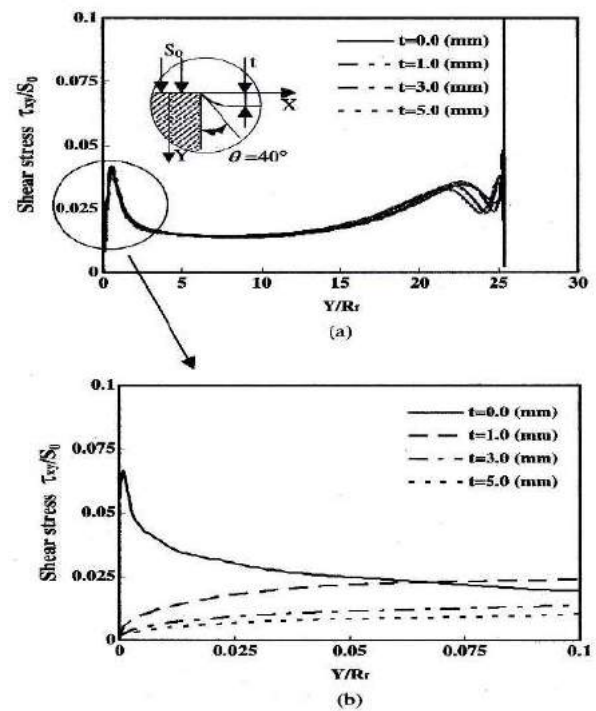 0.1
0.075
0.05
0.025
0
Shear stress τxy/S0
S0
t
X
Y
θ=40°
t=0.0 (mm)
t=1.0 (mm)
t=3.0 (mm)
t=5.0 (mm)
0 5 10 15 20 25 30
Y/Rr
(a)
0.1
0.075
0.05
0.025
0
Shear stress τxy/S0
t=0.0 (mm)
t=1.0 (mm)
t=3.0 (mm)
t=5.0 (mm)
0 0.025 0.05 0.075 0.1
Y/Rr
(b)